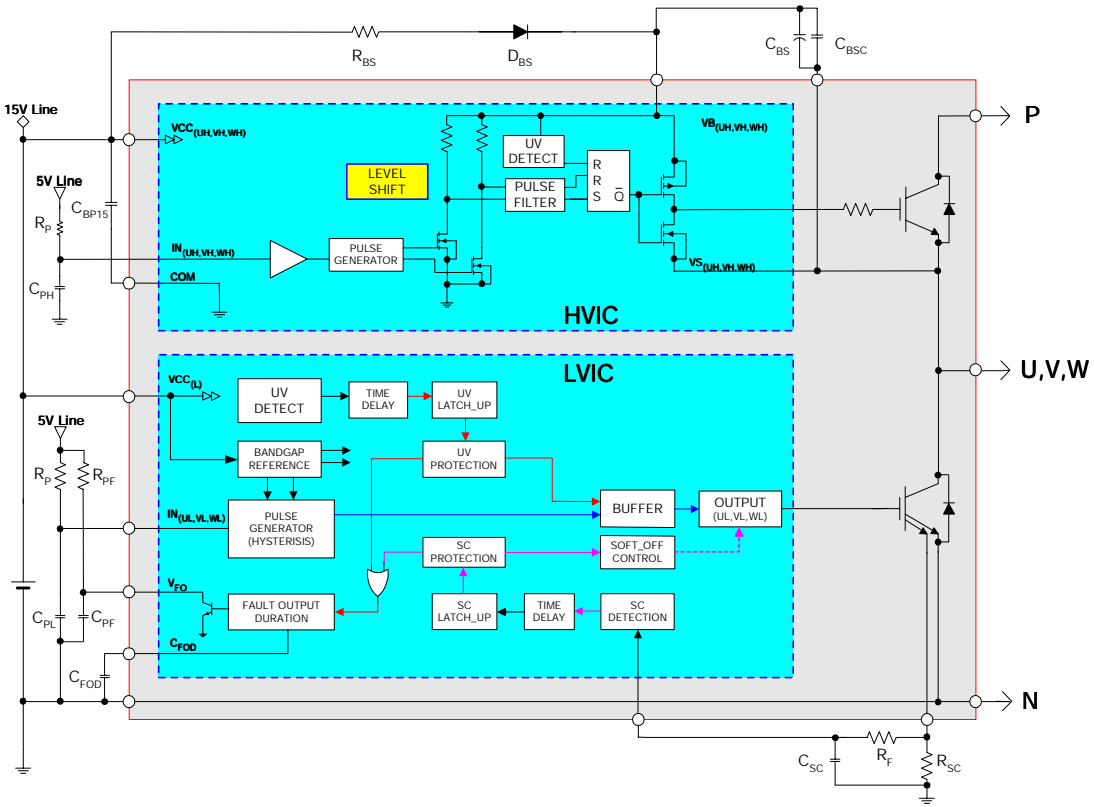 C_BS
C_BSC
R_BS
D_BS
15V Line
P
VCC(UH,VH,WH)
VB(UH,VH,WH)
UV
DETECT
LEVEL
SHIFT
R
R
S
Q̅
PULSE
FILTER
5V Line
C_BP15
R_P
IN(UH,VH,WH)
PULSE
GENERATOR
VS(UH,VH,WH)
COM
C_PH
HVIC
LVIC
U,V,W
VCC(L)
UV
DETECT
TIME
DELAY
UV
LATCH_UP
5V Line
BANDGAP
REFERENCE
UV
PROTECTION
R_P
R_PF
IN(UL,VL,WL)
PULSE
GENERATOR
(HYSTERISIS)
BUFFER
OUTPUT
(UL,VL,WL)
SC
PROTECTION
SOFT_OFF
CONTROL
V_FO
FAULT OUTPUT
DURATION
SC
LATCH_UP
TIME
DELAY
SC
DETECTION
C_PL
C_PF
C_FOD
C_FOD
N
C_SC
R_F
R_SC